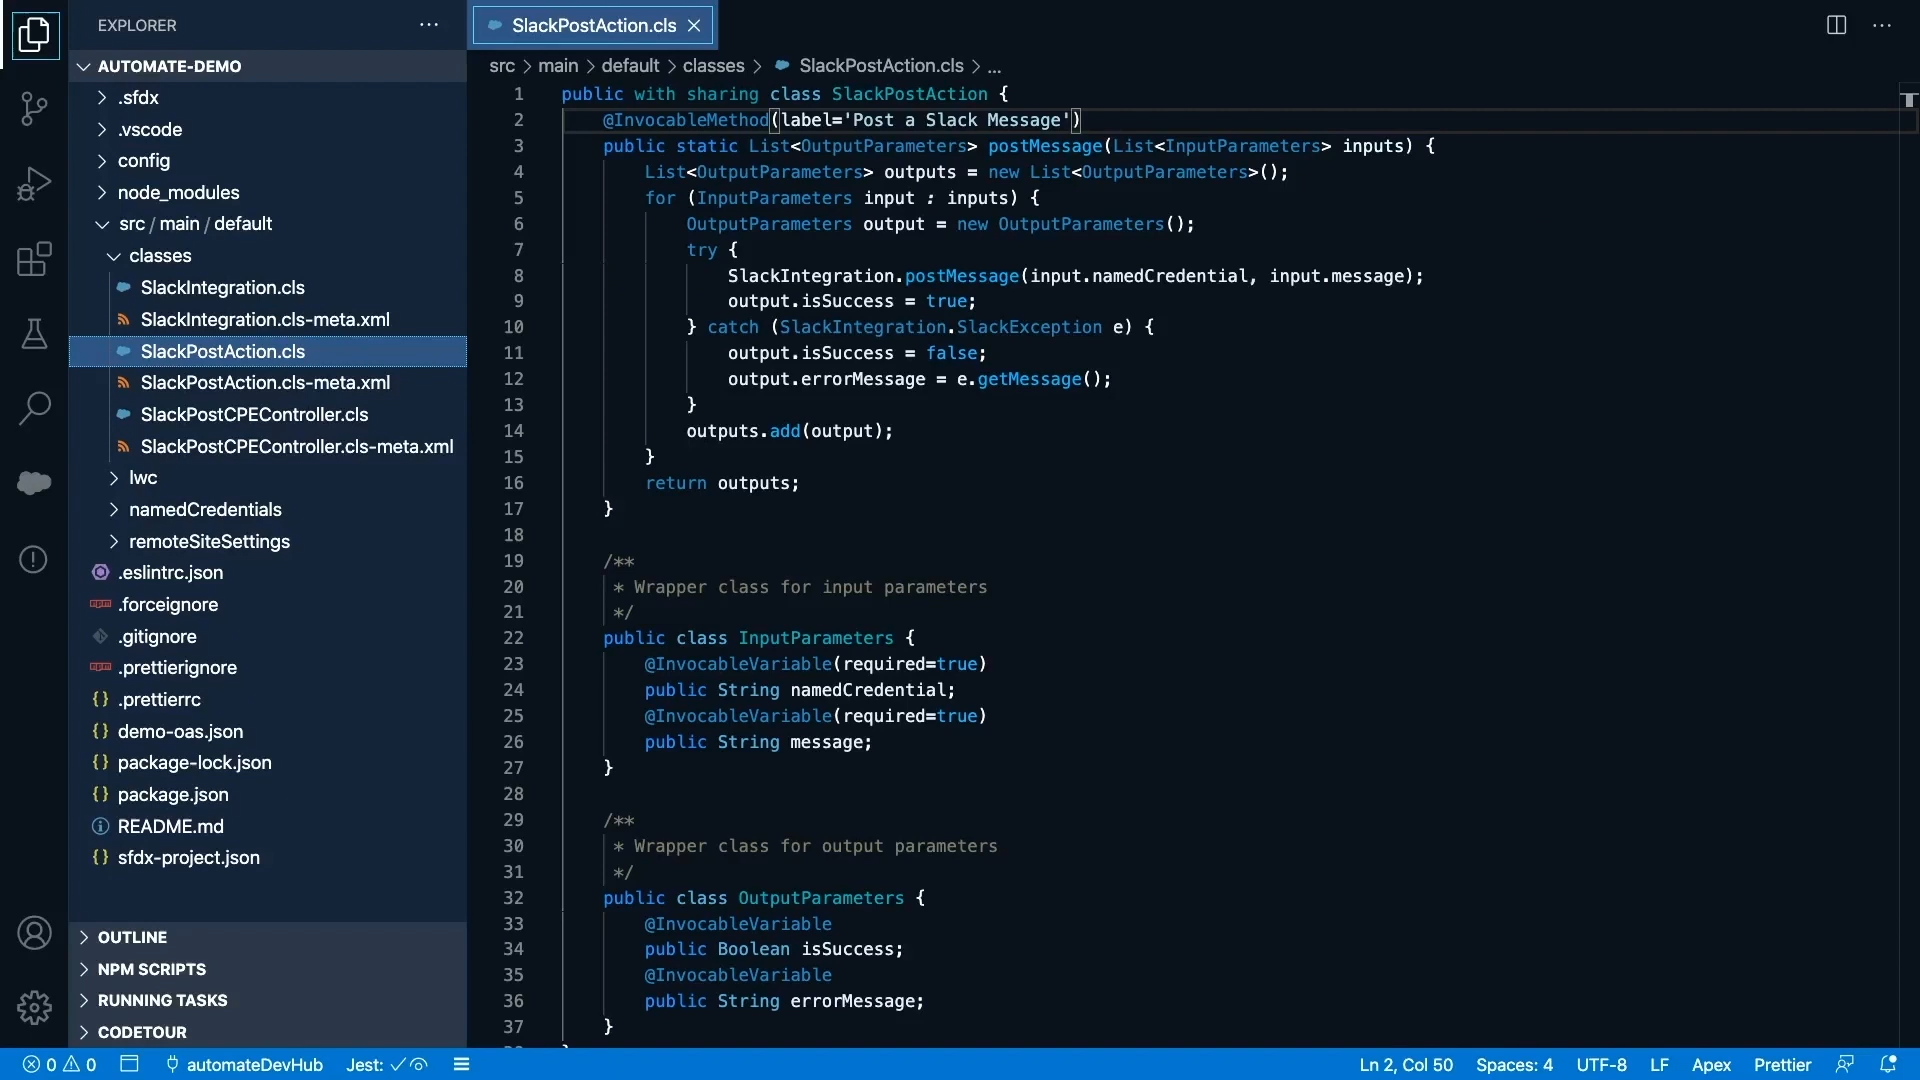 EXPLORER
AUTOMATE-DEMO
.sfdx
.vscode
config
node_modules
src / main / default
classes
SlackIntegration.cls
SlackIntegration.cls-meta.xml
SlackPostAction.cls
SlackPostAction.cls-meta.xml
SlackPostCPEController.cls
SlackPostCPEController.cls-meta.xml
lwc
namedCredentials
remoteSiteSettings
.eslintrc.json
.forceignore
.gitignore
.prettierignore
.prettierrc
demo-oas.json
package-lock.json
package.json
README.md
sfdx-project.json
OUTLINE
NPM SCRIPTS
RUNNING TASKS
CODETOUR
SlackPostAction.cls
src > main > default > classes > SlackPostAction.cls > ...
1 public with sharing class SlackPostAction {
2 @InvocableMethod(label='Post a Slack Message')
3 public static List<OutputParameters> postMessage(List<InputParameters> inputs) {
4 List<OutputParameters> outputs = new List<OutputParameters>();
5 for (InputParameters input : inputs) {
6 OutputParameters output = new OutputParameters();
7 try {
8 SlackIntegration.postMessage(input.namedCredential, input.message);
9 output.isSuccess = true;
10 } catch (SlackIntegration.SlackException e) {
11 output.isSuccess = false;
12 output.errorMessage = e.getMessage();
13 }
14 outputs.add(output);
15 }
16 return outputs;
17 }
18
19 /**
20 * Wrapper class for input parameters
21 */
22 public class InputParameters {
23 @InvocableVariable(required=true)
24 public String namedCredential;
25 @InvocableVariable(required=true)
26 public String message;
27 }
28
29 /**
30 * Wrapper class for output parameters
31 */
32 public class OutputParameters {
33 @InvocableVariable
34 public Boolean isSuccess;
35 @InvocableVariable
36 public String errorMessage;
37 }
0 0 automateDevHub Jest: Ln 2, Col 50 Spaces: 4 UTF-8 LF Apex Prettier